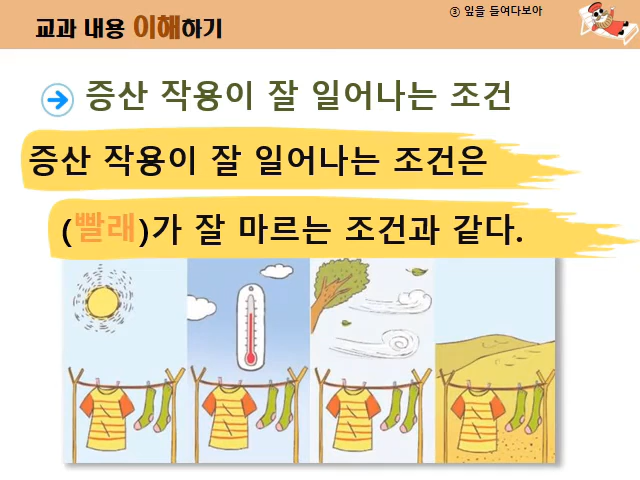 교과 내용 이해하기
③ 잎을 들여다보아
증산 작용이 잘 일어나는 조건
증산 작용이 잘 일어나는 조건은
(빨래)가 잘 마르는 조건과 같다.